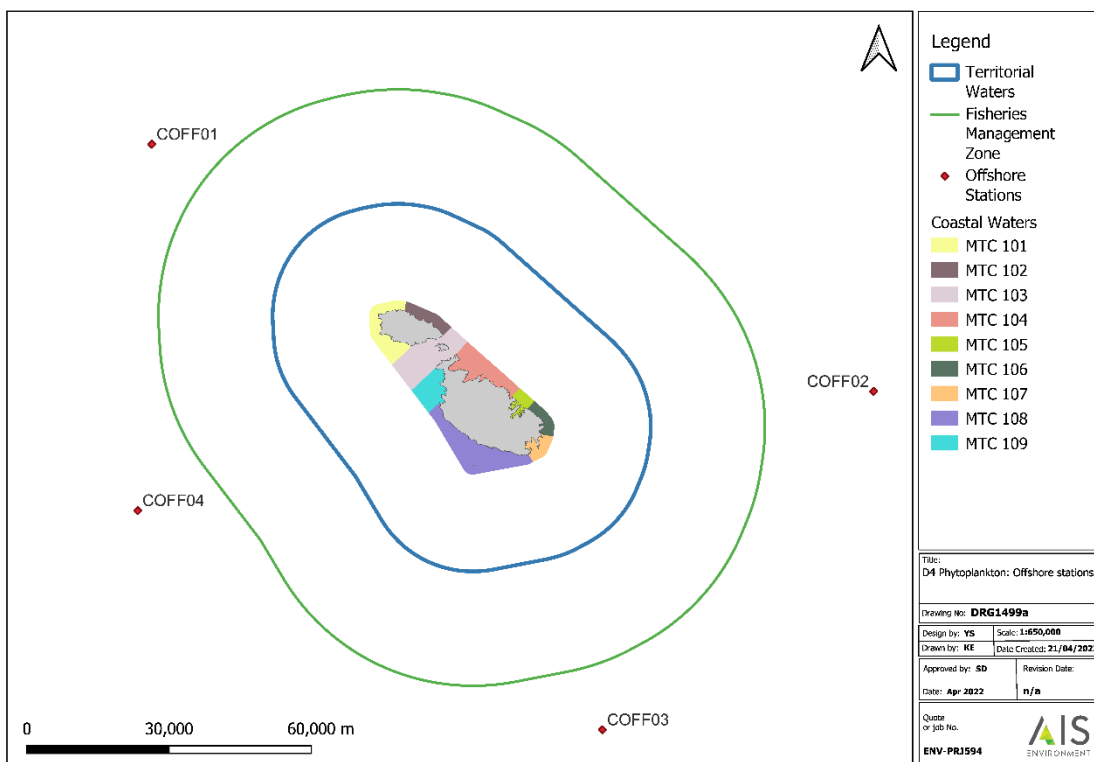 COFF01
COFF02
COFF04
COFF03
0 30,000 60,000 m
Legend
Territorial
Waters
Fisheries
Management
Zone
Offshore
Stations
Coastal Waters
MTC 101
MTC 102
MTC 103
MTC 104
MTC 105
MTC 106
MTC 107
MTC 108
MTC 109
Title:
D4 Phytoplankton: Offshore stations
Drawing No: DRG1499a
Design by: YS Scale: 1:650,000
Drawn by: KE Date Created: 21/04/202
Approved by: SD Revision Date:
Date: Apr 2022 n/a
Quote
or job No.
ENV-PRJ594
AIS
ENVIRONMENT